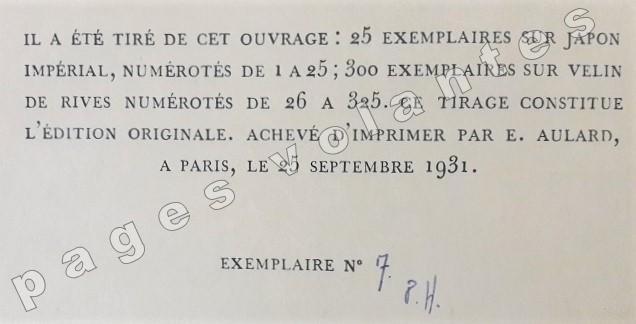 IL A ÉTÉ TIRÉ DE CET OUVRAGE : 25 EXEMPLAIRES SUR JAPON
IMPÉRIAL, NUMÉROTÉS DE 1 A 25 ; 300 EXEMPLAIRES SUR VELIN
DE RIVES NUMÉROTÉS DE 26 A 325. CE TIRAGE CONSTITUE
L'ÉDITION ORIGINALE. ACHEVÉ D'IMPRIMER PAR E. AULARD,
A PARIS, LE 25 SEPTEMBRE 1931.
EXEMPLAIRE N° 7.
P.H.
pages volantes